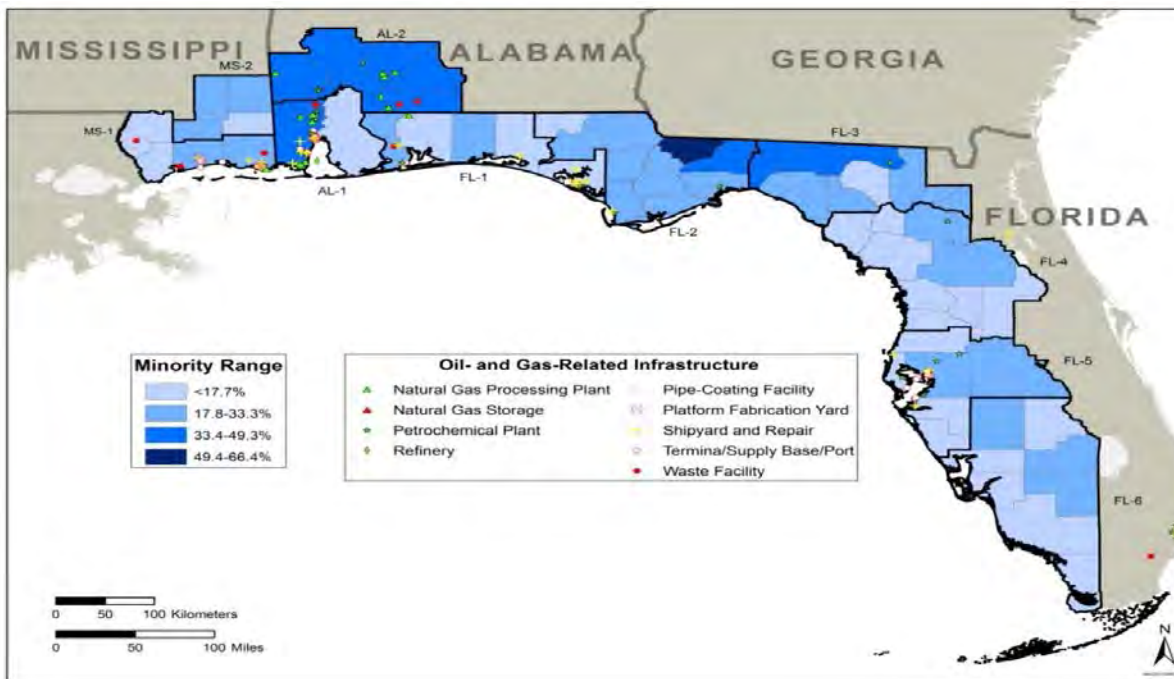 MISSISSIPPI
AL-2
ALABAMA
GEORGIA
MS-2
MS-1
FL-3
AL-1
FL-1
FL-2
FLORIDA
FL-4
FL-5
FL-6
Minority Range
<17.7%
17.8-33.3%
33.4-49.3%
49.4-66.4%
Oil- and Gas-Related Infrastructure
Natural Gas Processing Plant
Natural Gas Storage
Petrochemical Plant
Refinery
Pipe-Coating Facility
Platform Fabrication Yard
Shipyard and Repair
Termina/Supply Base/Port
Waste Facility
0 50 100 Kilometers
0 50 100 Miles
N